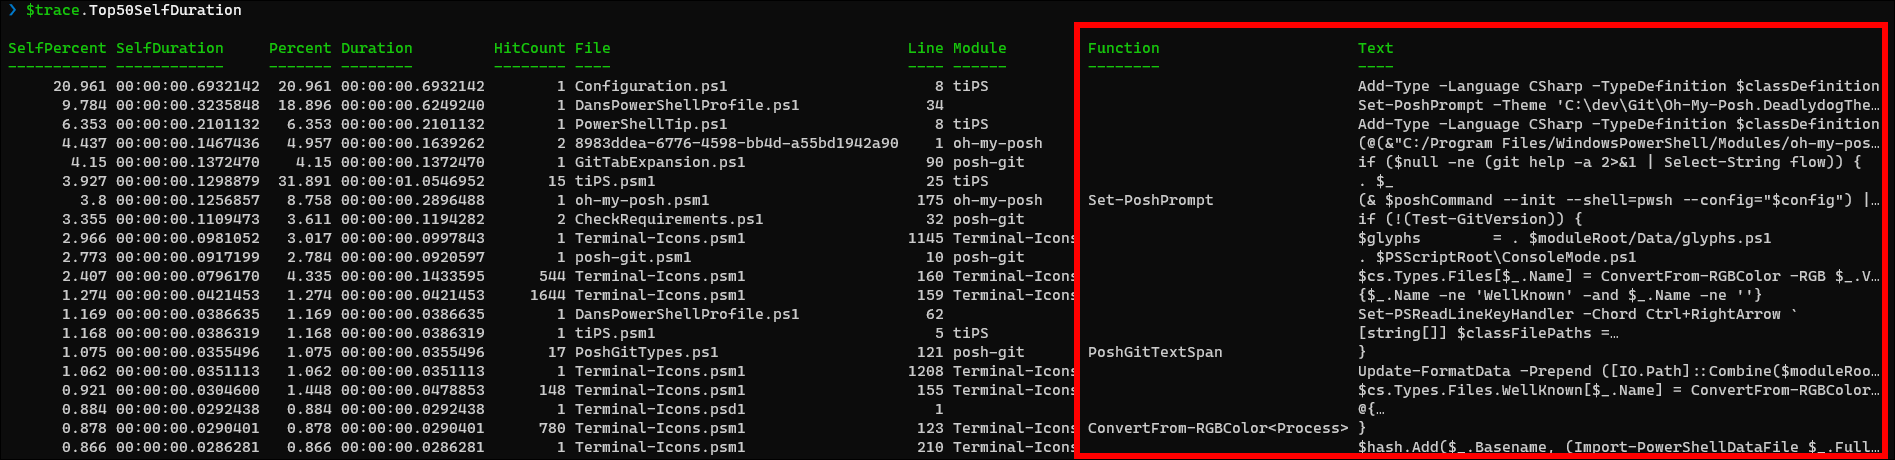 ❯ $trace.Top50SelfDuration
SelfPercent SelfDuration     Percent Duration         HitCount File                                 Line Module         Function                      Text
----------- ------------     ------- --------         -------- ----                                 ---- ------         --------                      ----
     20.961 00:00:00.6932142  20.961 00:00:00.6932142        1 Configuration.ps1                       8 tiPS                                         Add-Type -Language CSharp -TypeDefinition $classDefinition
      9.784 00:00:00.3235848  18.896 00:00:00.6249240        1 DansPowerShellProfile.ps1              34                                              Set-PoshPrompt -Theme 'C:\dev\Git\Oh-My-Posh.DeadlydogThe…
      6.353 00:00:00.2101132   6.353 00:00:00.2101132        1 PowerShellTip.ps1                       8 tiPS                                         Add-Type -Language CSharp -TypeDefinition $classDefinition
      4.437 00:00:00.1467436   4.957 00:00:00.1639262        2 8983ddea-6776-4598-bb4d-a55bd1942a90    1 oh-my-posh                                   (@(&"C:/Program Files/WindowsPowerShell/Modules/oh-my-pos…
       4.15 00:00:00.1372470    4.15 00:00:00.1372470        1 GitTabExpansion.ps1                    90 posh-git                                     if ($null -ne (git help -a 2>&1 | Select-String flow)) {
      3.927 00:00:00.1298879  31.891 00:00:01.0546952       15 tiPS.psm1                              25 tiPS                                         . $_
        3.8 00:00:00.1256857   8.758 00:00:00.2896488        1 oh-my-posh.psm1                       175 oh-my-posh     Set-PoshPrompt                (& $poshCommand --init --shell=pwsh --config="$config") |…
      3.355 00:00:00.1109473   3.611 00:00:00.1194282        2 CheckRequirements.ps1                  32 posh-git                                     if (!(Test-GitVersion)) {
      2.966 00:00:00.0981052   3.017 00:00:00.0997843        1 Terminal-Icons.psm1                  1145 Terminal-Icons                               $glyphs        = . $moduleRoot/Data/glyphs.ps1
      2.773 00:00:00.0917199   2.784 00:00:00.0920597        1 posh-git.psm1                          10 posh-git                                     . $PSScriptRoot\ConsoleMode.ps1
      2.407 00:00:00.0796170   4.335 00:00:00.1433595      544 Terminal-Icons.psm1                   160 Terminal-Icons                               $cs.Types.Files[$_.Name] = ConvertFrom-RGBColor -RGB $_.V…
      1.274 00:00:00.0421453   1.274 00:00:00.0421453     1644 Terminal-Icons.psm1                   159 Terminal-Icons                               {$_.Name -ne 'WellKnown' -and $_.Name -ne ''}
      1.169 00:00:00.0386635   1.169 00:00:00.0386635        1 DansPowerShellProfile.ps1              62                                              Set-PSReadLineKeyHandler -Chord Ctrl+RightArrow `
      1.168 00:00:00.0386319   1.168 00:00:00.0386319        1 tiPS.psm1                               5 tiPS                                         [string[]] $classFilePaths =…
      1.075 00:00:00.0355496   1.075 00:00:00.0355496       17 PoshGitTypes.ps1                      121 posh-git       PoshGitTextSpan               }
      1.062 00:00:00.0351113   1.062 00:00:00.0351113        1 Terminal-Icons.psm1                  1208 Terminal-Icons                               Update-FormatData -Prepend ([IO.Path]::Combine($moduleRoo…
      0.921 00:00:00.0304600   1.448 00:00:00.0478853      148 Terminal-Icons.psm1                   155 Terminal-Icons                               $cs.Types.Files.WellKnown[$_.Name] = ConvertFrom-RGBColor…
      0.884 00:00:00.0292438   0.884 00:00:00.0292438        1 Terminal-Icons.psd1                     1                                              @{…
      0.878 00:00:00.0290401   0.878 00:00:00.0290401      780 Terminal-Icons.psm1                   123 Terminal-Icons ConvertFrom-RGBColor<Process> }
      0.866 00:00:00.0286281   0.866 00:00:00.0286281        1 Terminal-Icons.psm1                   210 Terminal-Icons                               $hash.Add($_.Basename, (Import-PowerShellDataFile $_.Full…